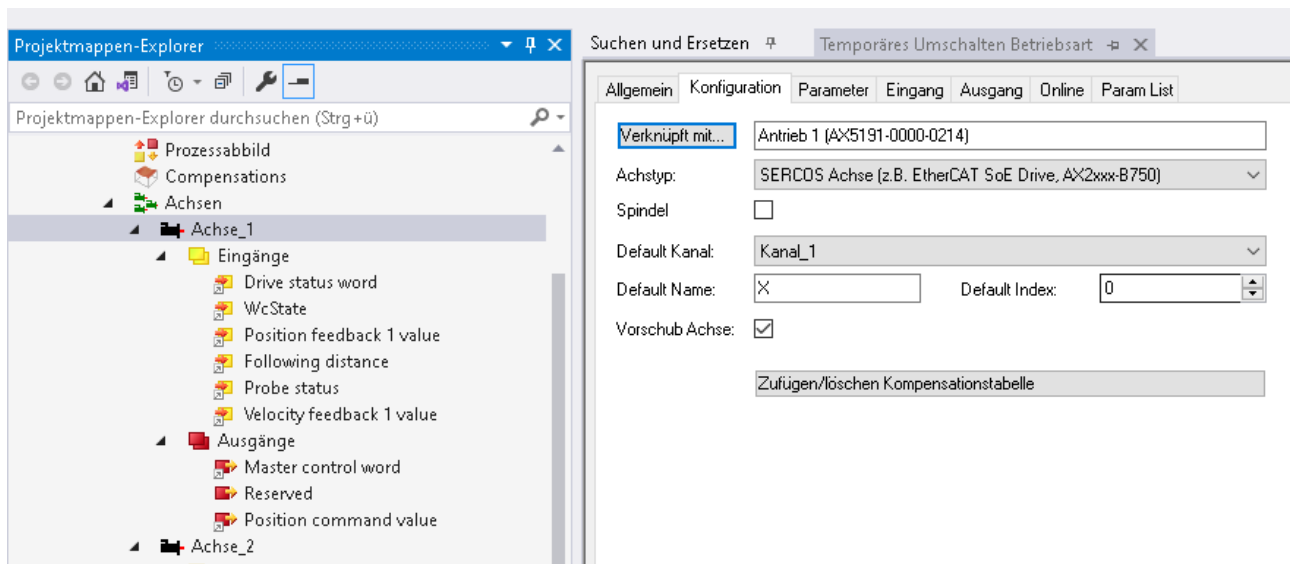 Projektmappen-Explorer
Projektmappen-Explorer durchsuchen (Strg+ü)
Prozessabbild
Compensations
Achsen
Achse_1
Eingänge
Drive status word
WcState
Position feedback 1 value
Following distance
Probe status
Velocity feedback 1 value
Ausgänge
Master control word
Reserved
Position command value
Achse_2
Suchen und Ersetzen
Temporäres Umschalten Betriebsart
Allgemein Konfiguration Parameter Eingang Ausgang Online Param List
Verknüpft mit... Antrieb 1 (AX5191-0000-0214)
Achstyp: SERCOS Achse (z.B. EtherCAT SoE Drive, AX2xxx-B750)
Spindel
Default Kanal: Kanal_1
Default Name: X Default Index: 0
Vorschub Achse:
Zufügen/löschen Kompensationstabelle